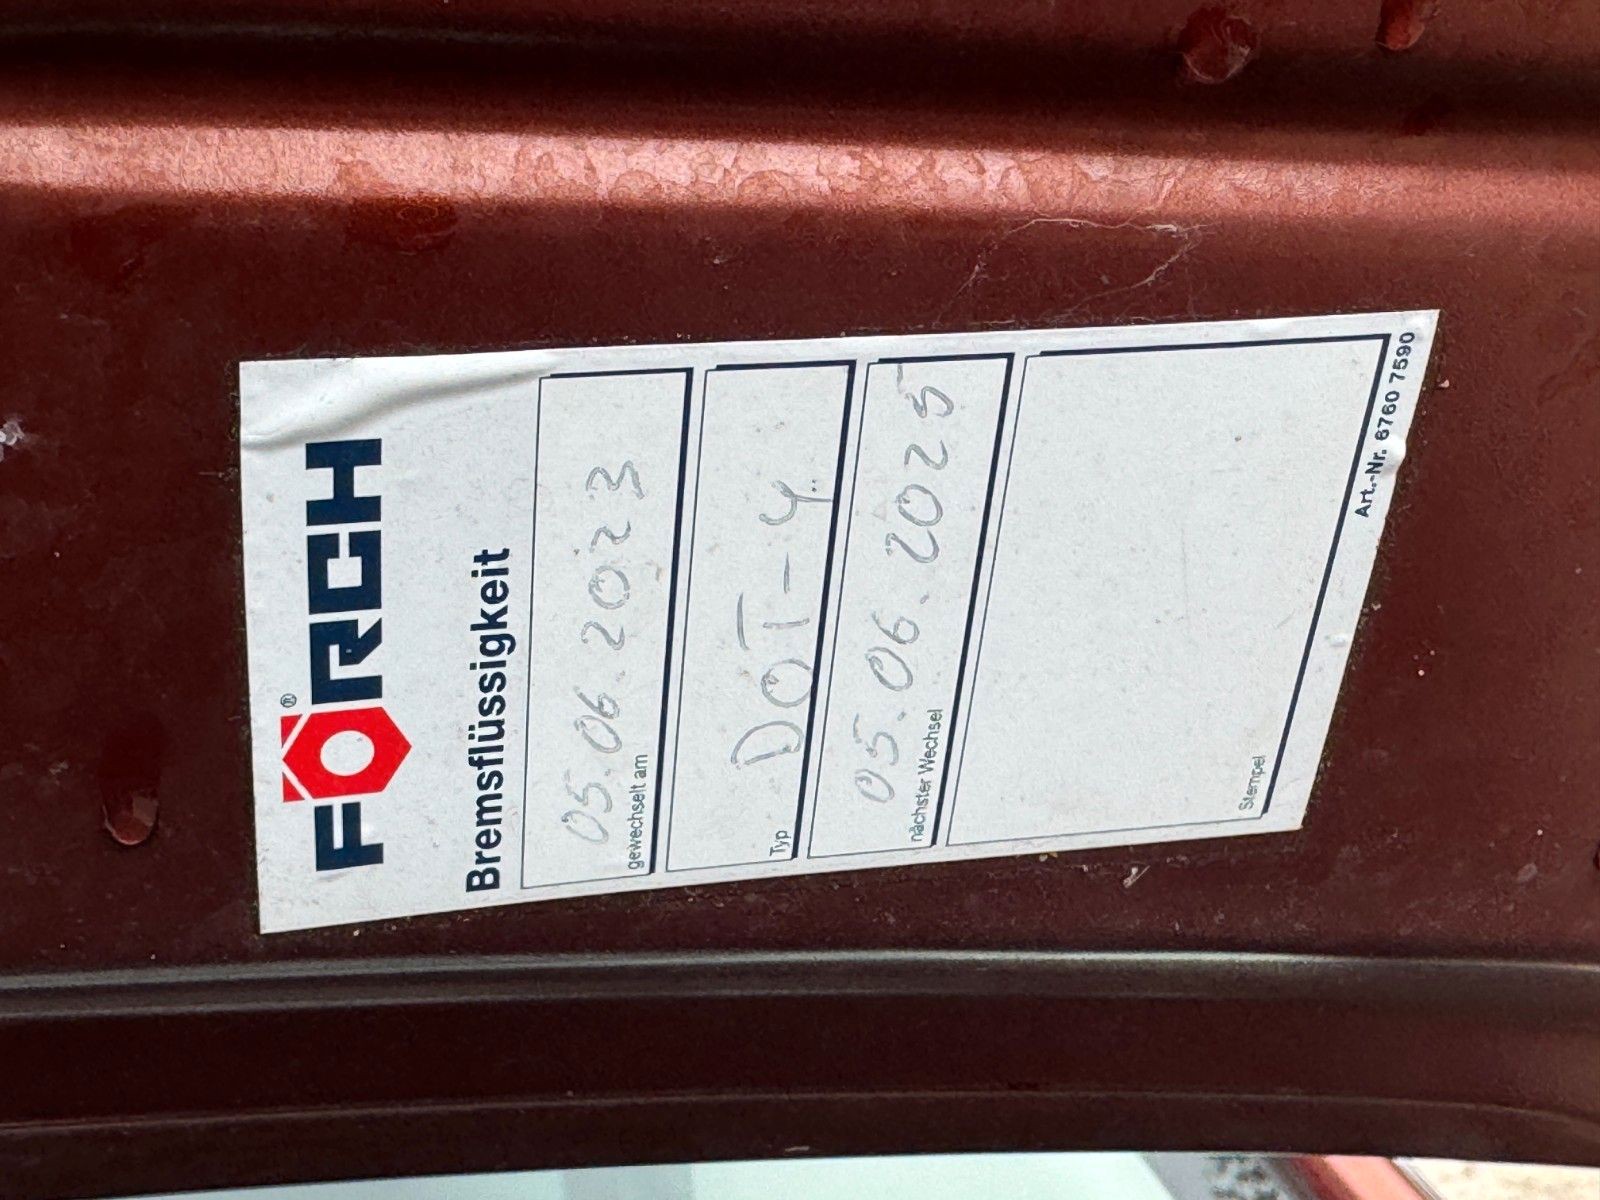 FÖRCH®
Bremsflüssigkeit
05.06.2023
gewechselt am
DOT-4
Typ
05.06.2025
nächster Wechsel
Stempel
Art.-Nr. 6760 7590